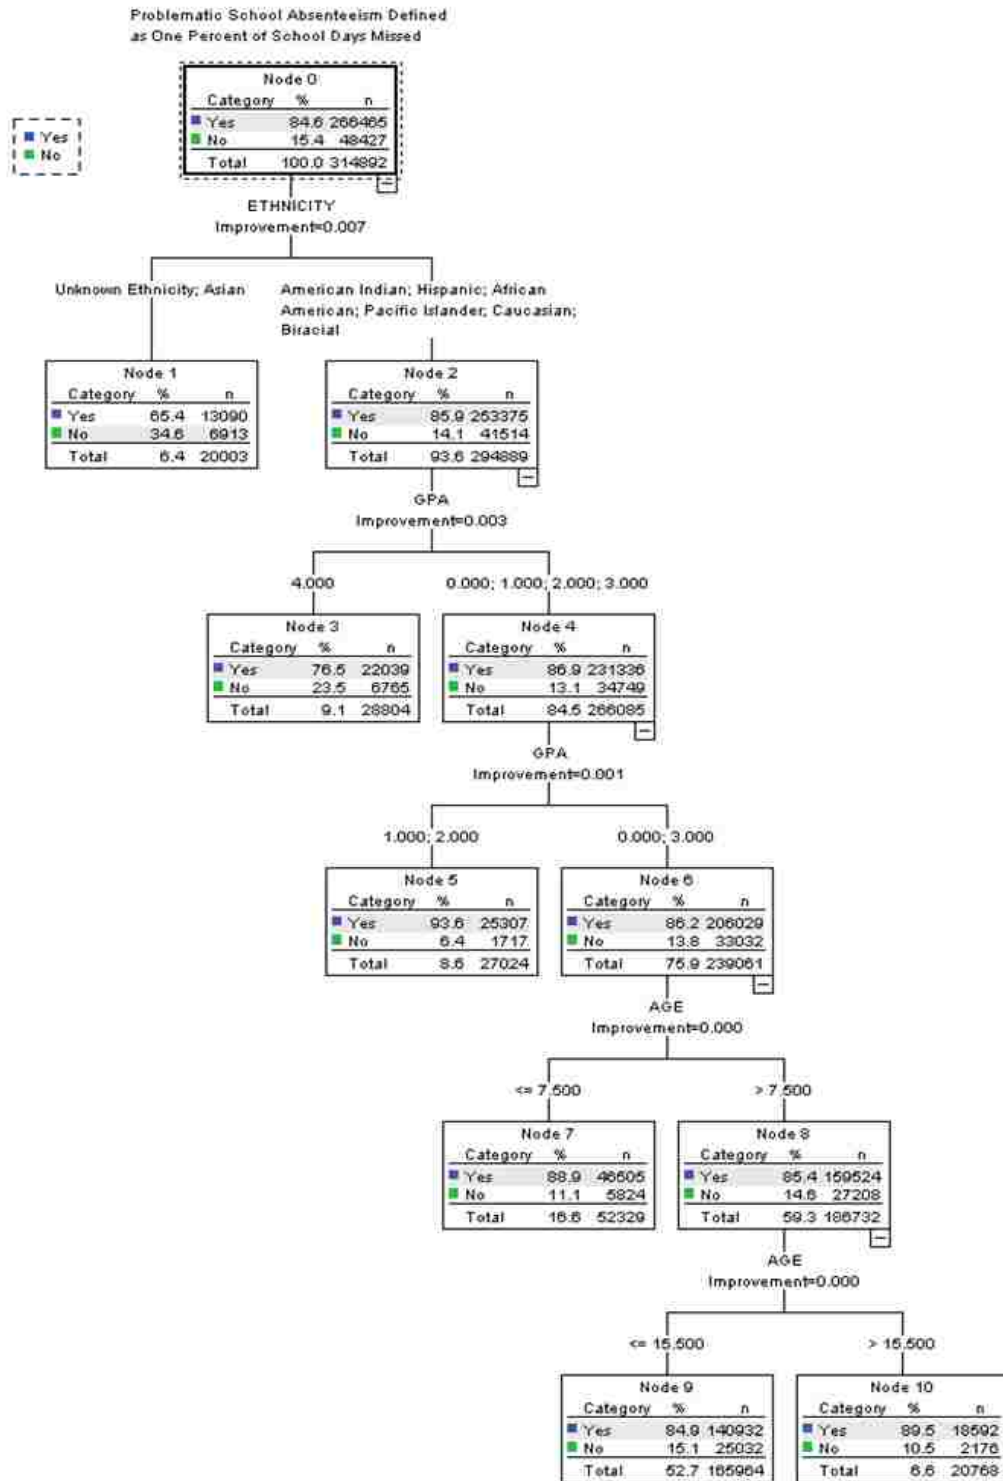 Problematic School Absenteeism Defined
as One Percent of School Days Missed
Yes
No
Node 0
Category % n
Yes 84.6 266465
No 15.4 48427
Total 100.0 314892
ETHNICITY
Improvement=0.007
Unknown Ethnicity; Asian
American Indian; Hispanic; African
American; Pacific Islander; Caucasian;
Biracial
Node 1
Category % n
Yes 65.4 13090
No 34.6 6913
Total 6.4 20003
Node 2
Category % n
Yes 85.9 253375
No 14.1 41514
Total 93.6 294889
GPA
Improvement=0.003
4.000
0.000; 1.000; 2.000; 3.000
Node 3
Category % n
Yes 76.5 22039
No 23.5 6765
Total 9.1 28804
Node 4
Category % n
Yes 86.9 231336
No 13.1 34749
Total 84.5 266085
GPA
Improvement=0.001
1.000; 2.000
0.000; 3.000
Node 5
Category % n
Yes 93.6 25307
No 6.4 1717
Total 8.6 27024
Node 6
Category % n
Yes 86.2 206029
No 13.8 33032
Total 75.9 239061
AGE
Improvement=0.000
<= 7.500
> 7.500
Node 7
Category % n
Yes 88.9 46505
No 11.1 5824
Total 16.6 52329
Node 8
Category % n
Yes 85.4 159524
No 14.6 27208
Total 59.3 186732
AGE
Improvement=0.000
<= 15.500
> 15.500
Node 9
Category % n
Yes 84.9 140932
No 15.1 25032
Total 52.7 165964
Node 10
Category % n
Yes 89.5 18592
No 10.5 2176
Total 6.6 20768